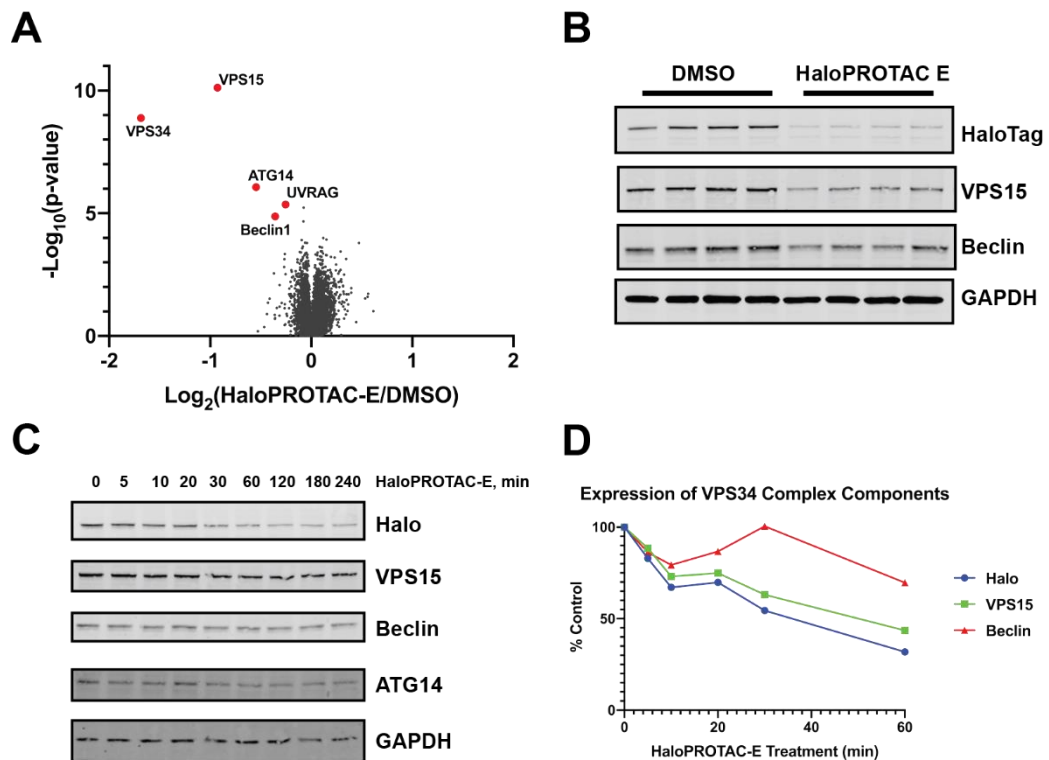 A
VPS15
VPS34
ATG14
UVRAG
Beclin1
10
5
0
-2
-1
0
1
2
-Log10(p-value)
Log2(HaloPROTAC-E/DMSO)
B
DMSO
HaloPROTAC E
HaloTag
VPS15
Beclin
GAPDH
C
0 5 10 20 30 60 120 180 240 HaloPROTAC-E, min
Halo
VPS15
Beclin
ATG14
GAPDH
D
Expression of VPS34 Complex Components
100
50
0
0
20
40
60
% Control
HaloPROTAC-E Treatment (min)
Halo
VPS15
Beclin